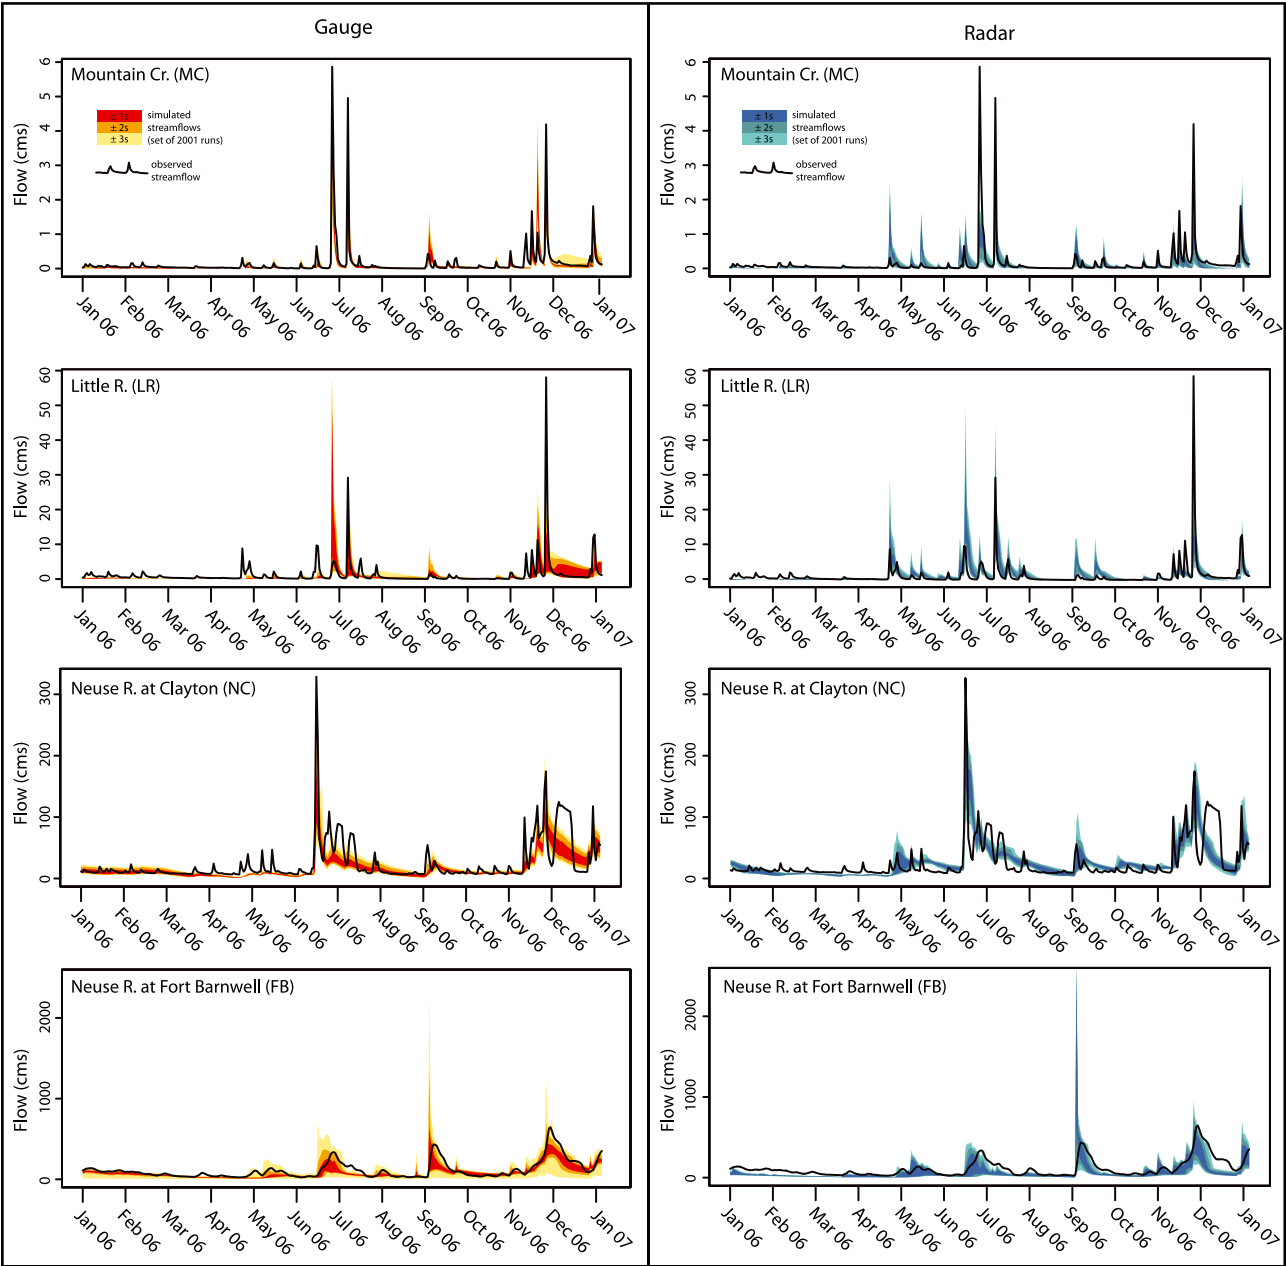 Gauge
Mountain Cr. (MC)
± 1s simulated
± 2s streamflows
± 3s (set of 2001 runs)
observed
streamflow
Flow (cms)
0 1 2 3 4 5 6
Jan 06 Feb 06 Mar 06 Apr 06 May 06 Jun 06 Jul 06 Aug 06 Sep 06 Oct 06 Nov 06 Dec 06 Jan 07
Little R. (LR)
Flow (cms)
0 10 20 30 40 50 60
Jan 06 Feb 06 Mar 06 Apr 06 May 06 Jun 06 Jul 06 Aug 06 Sep 06 Oct 06 Nov 06 Dec 06 Jan 07
Neuse R. at Clayton (NC)
Flow (cms)
0 100 200 300
Jan 06 Feb 06 Mar 06 Apr 06 May 06 Jun 06 Jul 06 Aug 06 Sep 06 Oct 06 Nov 06 Dec 06 Jan 07
Neuse R. at Fort Barnwell (FB)
Flow (cms)
0 1000 2000
Jan 06 Feb 06 Mar 06 Apr 06 May 06 Jun 06 Jul 06 Aug 06 Sep 06 Oct 06 Nov 06 Dec 06 Jan 07
Radar
Mountain Cr. (MC)
± 1s simulated
± 2s streamflows
± 3s (set of 2001 runs)
observed
streamflow
Flow (cms)
0 1 2 3 4 5 6
Jan 06 Feb 06 Mar 06 Apr 06 May 06 Jun 06 Jul 06 Aug 06 Sep 06 Oct 06 Nov 06 Dec 06 Jan 07
Little R. (LR)
Flow (cms)
0 10 20 30 40 50 60
Jan 06 Feb 06 Mar 06 Apr 06 May 06 Jun 06 Jul 06 Aug 06 Sep 06 Oct 06 Nov 06 Dec 06 Jan 07
Neuse R. at Clayton (NC)
Flow (cms)
0 100 200 300
Jan 06 Feb 06 Mar 06 Apr 06 May 06 Jun 06 Jul 06 Aug 06 Sep 06 Oct 06 Nov 06 Dec 06 Jan 07
Neuse R. at Fort Barnwell (FB)
Flow (cms)
0 1000 2000
Jan 06 Feb 06 Mar 06 Apr 06 May 06 Jun 06 Jul 06 Aug 06 Sep 06 Oct 06 Nov 06 Dec 06 Jan 07